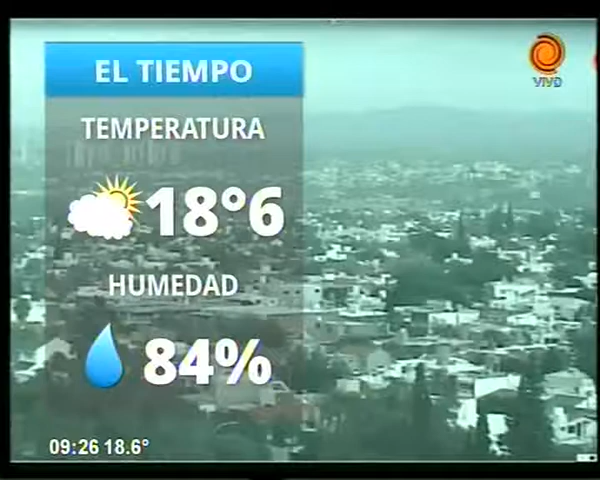 EL TIEMPO
VIVO
TEMPERATURA
18°6
HUMEDAD
84%
09:26 18.6°